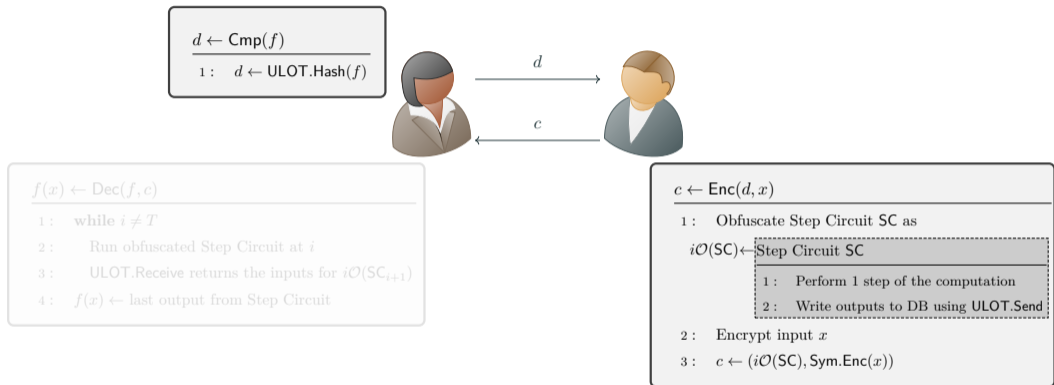 d ← Cmp(f)
1 : d ← ULOT.Hash(f)
d
c
f(x) ← Dec(f, c)
1 : while i ≠ T
2 : Run obfuscated Step Circuit at i
3 : ULOT.Receive returns the inputs for iO(SC_{i+1})
4 : f(x) ← last output from Step Circuit
c ← Enc(d, x)
1 : Obfuscate Step Circuit SC as
iO(SC)←Step Circuit SC
1 : Perform 1 step of the computation
2 : Write outputs to DB using ULOT.Send
2 : Encrypt input x
3 : c ← (iO(SC), Sym.Enc(x))